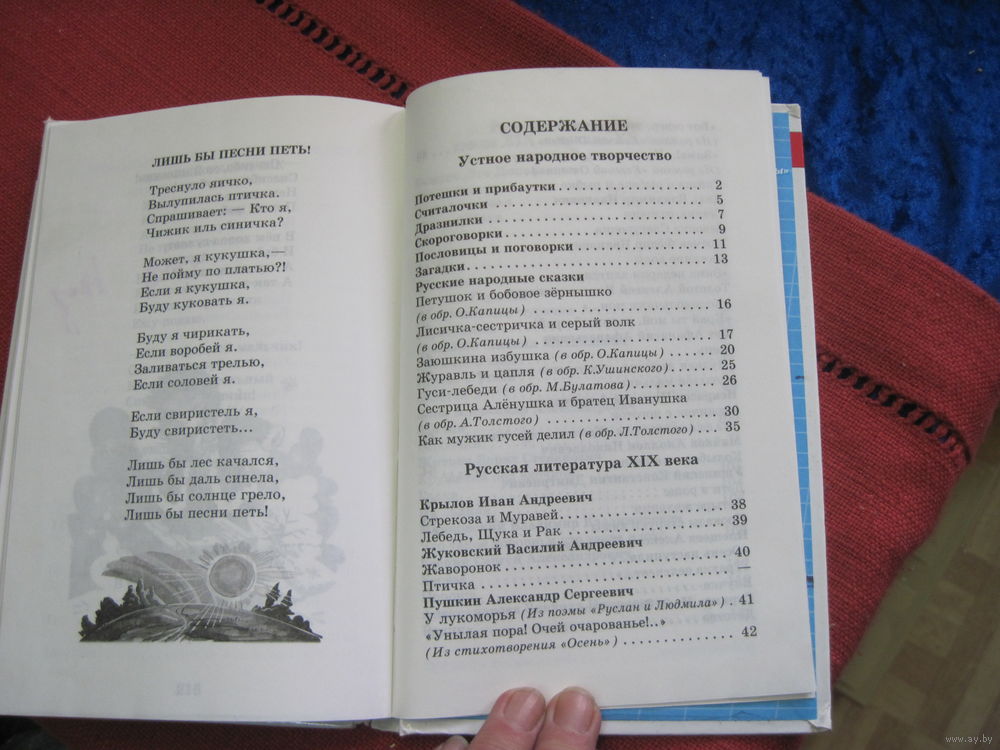 ЛИШЬ БЫ ПЕСНИ ПЕТЬ!
Треснуло яичко,
Вылупилась птичка.
Спрашивает: — Кто я,
Чижик иль синичка?
Может, я кукушка,—
Не пойму по платью?!
Если я кукушка,
Буду куковать я.
Буду я чирикать,
Если воробей я.
Заливаться трелью,
Если соловей я.
Если свиристель я,
Буду свиристеть...
Лишь бы лес качался,
Лишь бы даль синела,
Лишь бы солнце грело,
Лишь бы песни петь!
СОДЕРЖАНИЕ
Устное народное творчество
Потешки и прибаутки . . . . . . . . . . . . . . . . . 2
Считалочки . . . . . . . . . . . . . . . . . . . . . . . . . 5
Дразнилки . . . . . . . . . . . . . . . . . . . . . . . . . . 7
Скороговорки . . . . . . . . . . . . . . . . . . . . . . . 9
Пословицы и поговорки . . . . . . . . . . . . . . 11
Загадки. . . . . . . . . . . . . . . . . . . . . . . . . . . . 13
Русские народные сказки
Петушок и бобовое зёрнышко
(в обр. О.Капицы) . . . . . . . . . . . . . . . . . . . 16
Лисичка-сестричка и серый волк
(в обр. О.Капицы) . . . . . . . . . . . . . . . . . . . 17
Заюшкина избушка (в обр. О.Капицы) . . . . . 20
Журавль и цапля (в обр. К.Ушинского) . . . . . 25
Гуси-лебеди (в обр. М.Булатова). . . . . . . . . 26
Сестрица Алёнушка и братец Иванушка
(в обр. А.Толстого) . . . . . . . . . . . . . . . . . . 30
Как мужик гусей делил (в обр. Л.Толстого) . . . 35
Русская литература XIX века
Крылов Иван Андреевич
Стрекоза и Муравей. . . . . . . . . . . . . . . . . . 38
Лебедь, Щука и Рак . . . . . . . . . . . . . . . . . . 39
Жуковский Василий Андреевич
Жаворонок . . . . . . . . . . . . . . . . . . . . . . . . . 40
Птичка . . . . . . . . . . . . . . . . . . . . . . . . . . . . —
Пушкин Александр Сергеевич
У лукоморья (Из поэмы «Руслан и Людмила») . 41
«Унылая пора! Очей очарованье!..»
(Из стихотворения «Осень») . . . . . . . . . . . . 42
www.ay.by